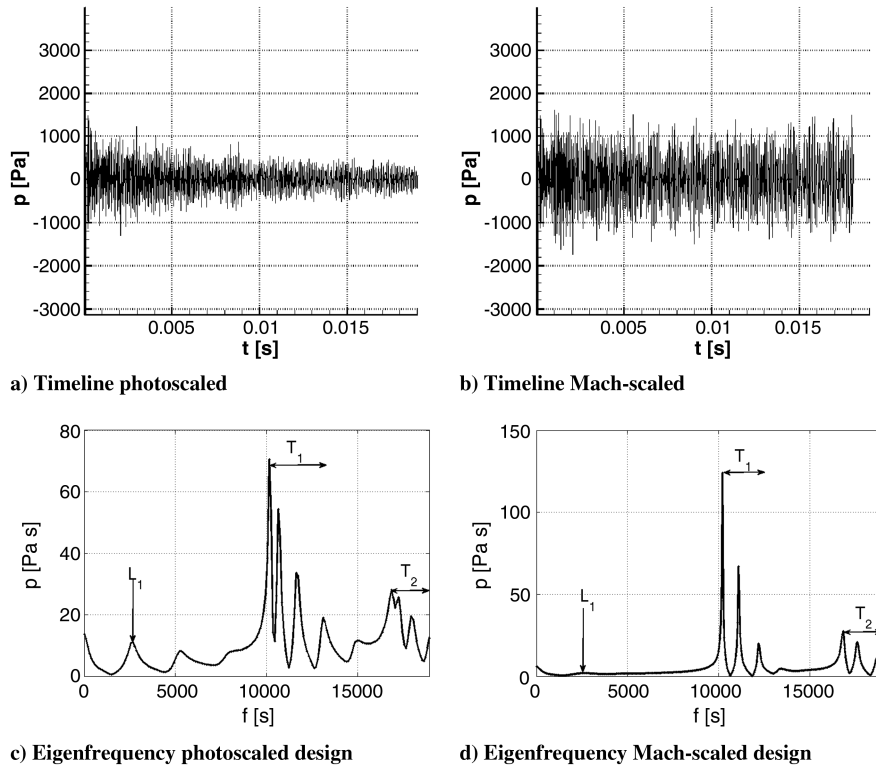 3000
2000
1000
0
-1000
-2000
-3000
p [Pa]
0.005
0.01
0.015
t [s]
a) Timeline photoscaled
3000
2000
1000
0
-1000
-2000
-3000
p [Pa]
0.005
0.01
0.015
t [s]
b) Timeline Mach-scaled
80
60
40
20
0
p [Pa s]
L1
T1
T2
0
5000
10000
15000
f [s]
c) Eigenfrequency photoscaled design
150
100
50
0
p [Pa s]
L1
T1
T2
0
5000
10000
15000
f [s]
d) Eigenfrequency Mach-scaled design